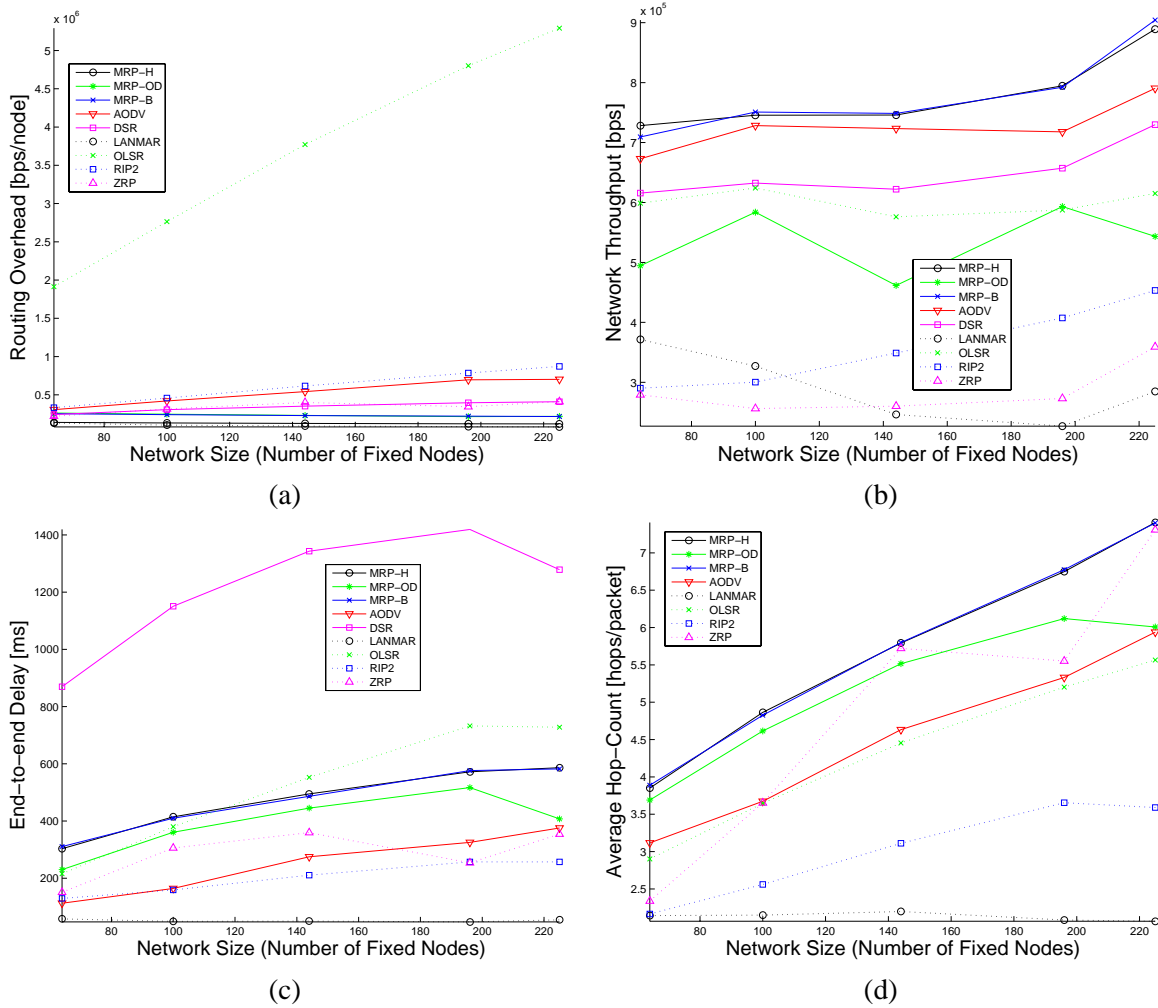 x 10⁶
5
4.5
4
3.5
3
2.5
2
1.5
1
0.5
Routing Overhead [bps/node]
MRP−H
MRP−OD
MRP−B
AODV
DSR
LANMAR
OLSR
RIP2
ZRP
80 100 120 140 160 180 200 220
Network Size (Number of Fixed Nodes)
(a)
x 10⁵
9
8
7
6
5
4
3
Network Throughput [bps]
MRP−H
MRP−OD
MRP−B
AODV
DSR
LANMAR
OLSR
RIP2
ZRP
80 100 120 140 160 180 200 220
Network Size (Number of Fixed Nodes)
(b)
1400
1200
1000
800
600
400
200
End−to−end Delay [ms]
MRP−H
MRP−OD
MRP−B
AODV
DSR
LANMAR
OLSR
RIP2
ZRP
80 100 120 140 160 180 200 220
Network Size (Number of Fixed Nodes)
(c)
7
6.5
6
5.5
5
4.5
4
3.5
3
2.5
2
Average Hop−Count [hops/packet]
MRP−H
MRP−OD
MRP−B
AODV
LANMAR
OLSR
RIP2
ZRP
80 100 120 140 160 180 200 220
Network Size (Number of Fixed Nodes)
(d)